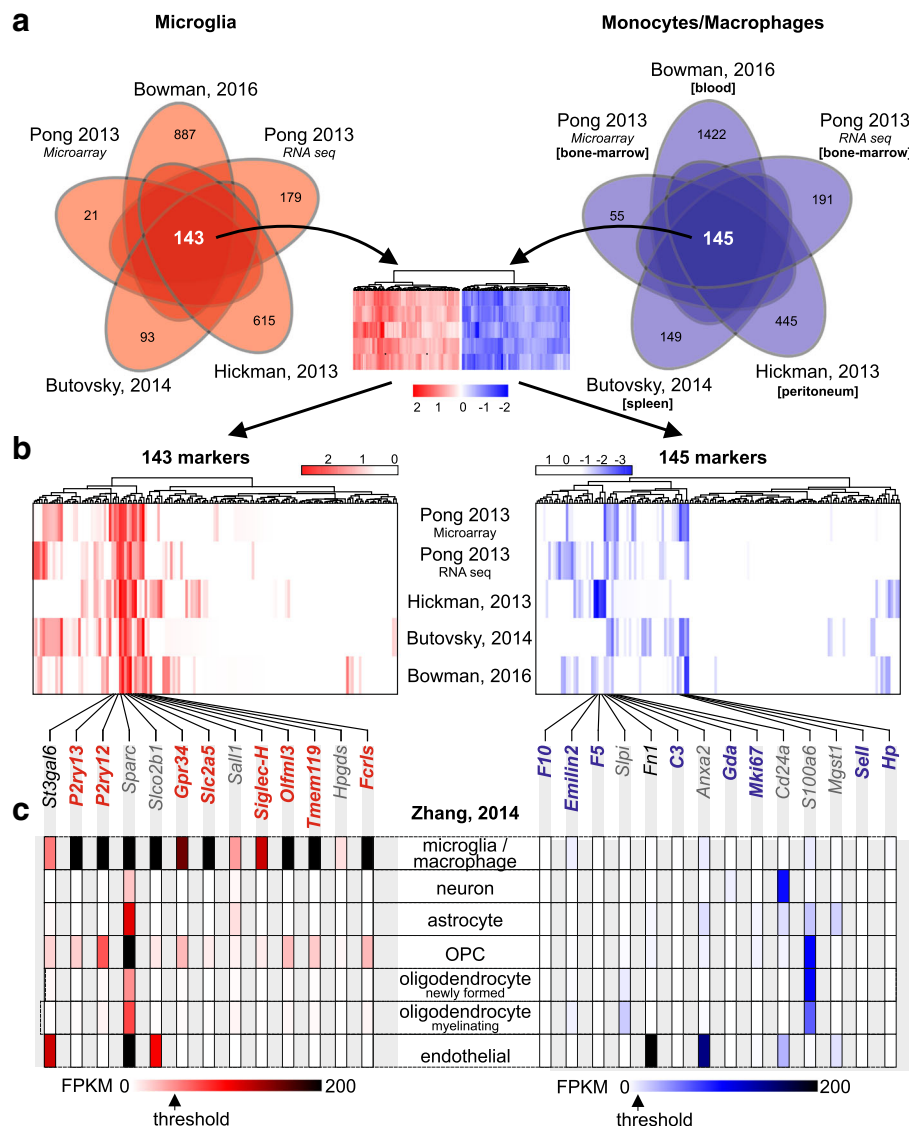 a
Microglia
Monocytes/Macrophages
Bowman, 2016
Pong 2013
Microarray
Pong 2013
RNA seq
887
21
179
143
93
615
Butovsky, 2014
Hickman, 2013
Bowman, 2016
[blood]
Pong 2013
Microarray
[bone-marrow]
Pong 2013
RNA seq
[bone-marrow]
1422
55
191
145
149
445
Butovsky, 2014
[spleen]
Hickman, 2013
[peritoneum]
2 1 0 -1 -2
b
143 markers
2 1 0
1 0 -1 -2 -3
145 markers
Pong 2013
Microarray
Pong 2013
RNA seq
Hickman, 2013
Butovsky, 2014
Bowman, 2016
St3gal6
P2ry13
P2ry12
Sparc
Slco2b1
Gpr34
Slc2a5
Sall1
Siglec-H
Olfml3
Tmem119
Hpgds
Fcrls
F10
Emilin2
F5
Slpi
Fn1
C3
Anxa2
Gda
Mki67
Cd24a
S100a6
Mgst1
Sell
Hp
c
Zhang, 2014
microglia /
macrophage
neuron
astrocyte
OPC
oligodendrocyte
newly formed
oligodendrocyte
myelinating
endothelial
FPKM 0 200
threshold
FPKM 0 200
threshold